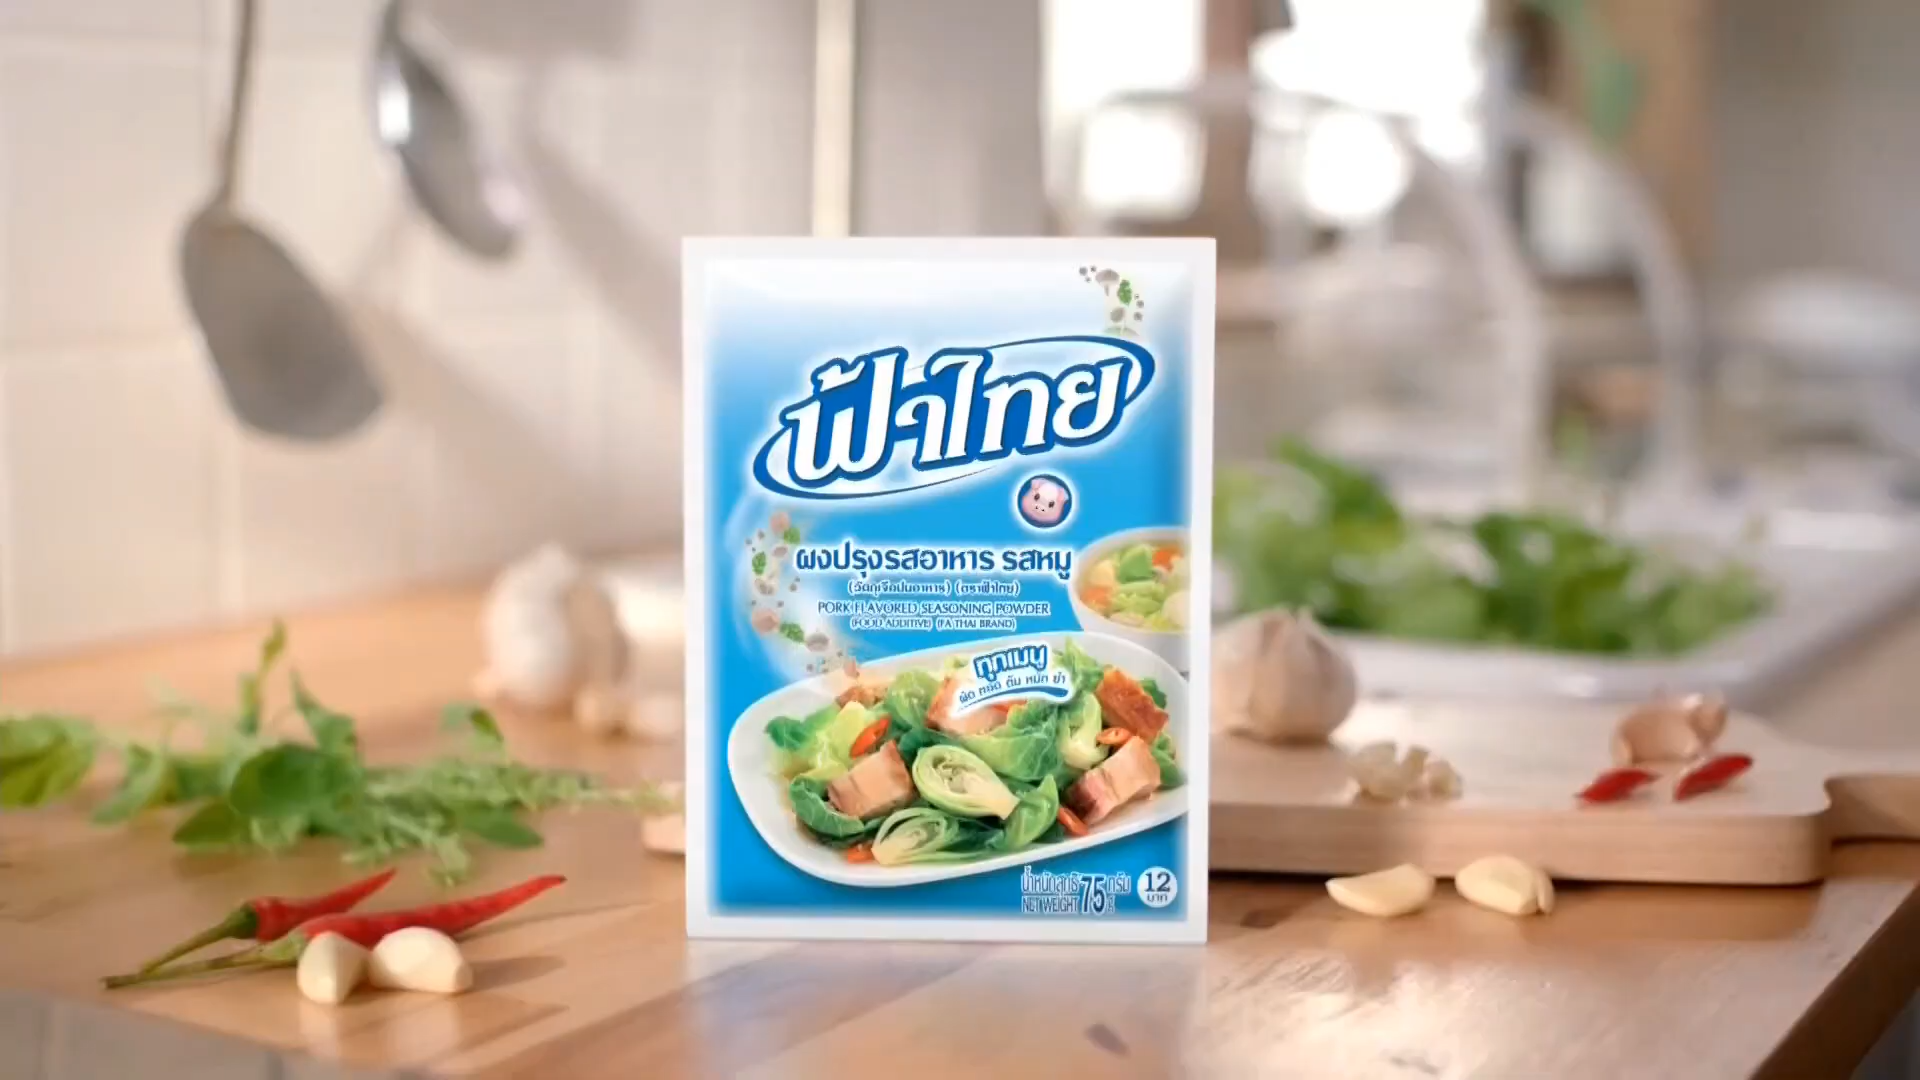 ฟ้าไทย
ผงปรุงรสอาหาร รสหมู
(วัตถุเจือปนอาหาร) (ตราฟ้าไทย)
PORK FLAVORED SEASONING POWDER
(FOOD ADDITIVE) (FA THAI BRAND)
ทุกเมนู
ผัด ทอด ต้ม หมัก ยำ
น้ำหนักสุทธิ 75 กรัม
NET WEIGHT 75 g
12
บาท